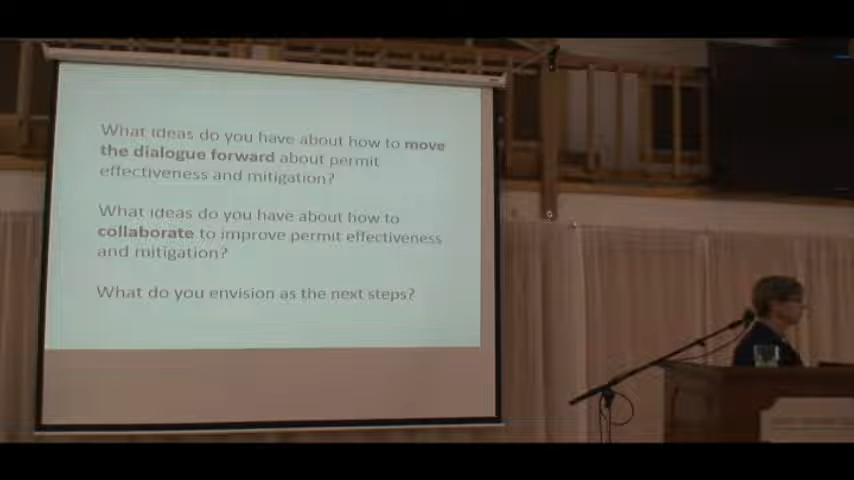 What ideas do you have about how to move
the dialogue forward about permit
effectiveness and mitigation?
What ideas do you have about how to
collaborate to improve permit effectiveness
and mitigation?
What do you envision as the next steps?